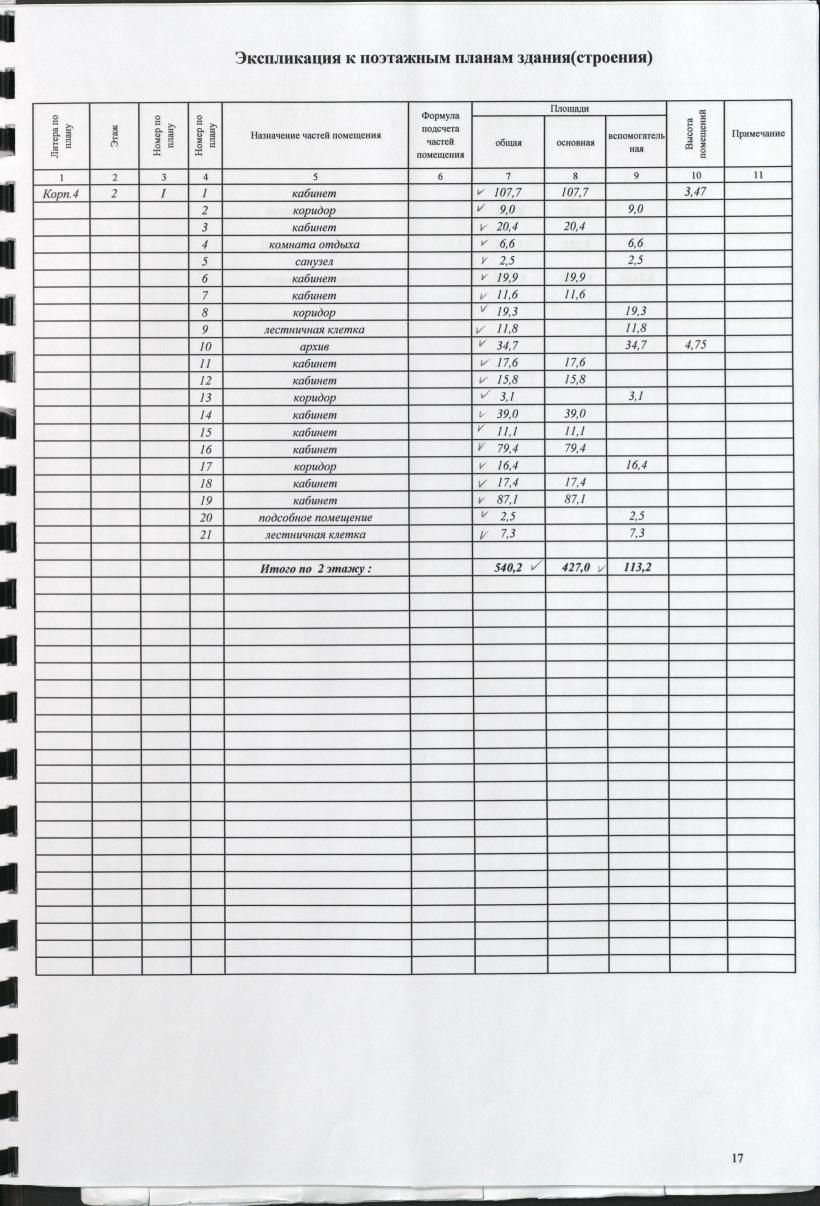 Экспликация к поэтажным планам здания(строения)
Литера по плану | Этаж | Номер по плану | Номер по плану | Назначение частей помещения | Формула подсчета частей помещения | Площади | Высота помещений | Примечание
общая | основная | вспомогатель ная
1 2 3 4 5 6 7 8 9 10 11
Корп.4 2 I 1 кабинет ✓ 107,7 107,7 3,47
2 коридор ✓ 9,0 9,0
3 кабинет ✓ 20,4 20,4
4 комната отдыха ✓ 6,6 6,6
5 санузел ✓ 2,5 2,5
6 кабинет ✓ 19,9 19,9
7 кабинет ✓ 11,6 11,6
8 коридор ✓ 19,3 19,3
9 лестничная клетка ✓ 11,8 11,8
10 архив ✓ 34,7 34,7 4,75
11 кабинет ✓ 17,6 17,6
12 кабинет ✓ 15,8 15,8
13 коридор ✓ 3,1 3,1
14 кабинет ✓ 39,0 39,0
15 кабинет ✓ 11,1 11,1
16 кабинет ✓ 79,4 79,4
17 коридор ✓ 16,4 16,4
18 кабинет ✓ 17,4 17,4
19 кабинет ✓ 87,1 87,1
20 подсобное помещение ✓ 2,5 2,5
21 лестничная клетка ✓ 7,3 7,3
Итого по 2 этажу : 540,2 ✓ 427,0 ✓ 113,2
17